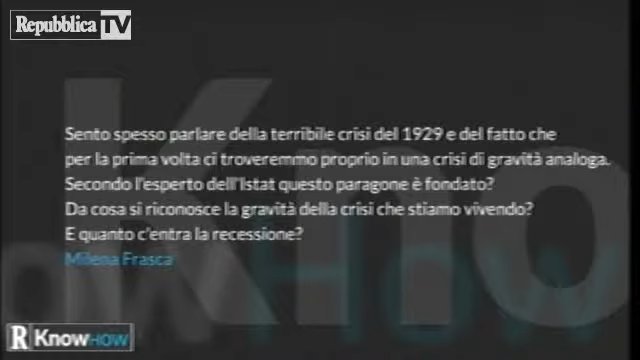 Repubblica TV
Sento spesso parlare della terribile crisi del 1929 e del fatto che
per la prima volta ci troveremmo proprio in una crisi di gravità analoga.
Secondo l'esperto dell'Istat questo paragone è fondato?
Da cosa si riconosce la gravità della crisi che stiamo vivendo?
E quanto c'entra la recessione?
Milena Frasca
R KnowHOW